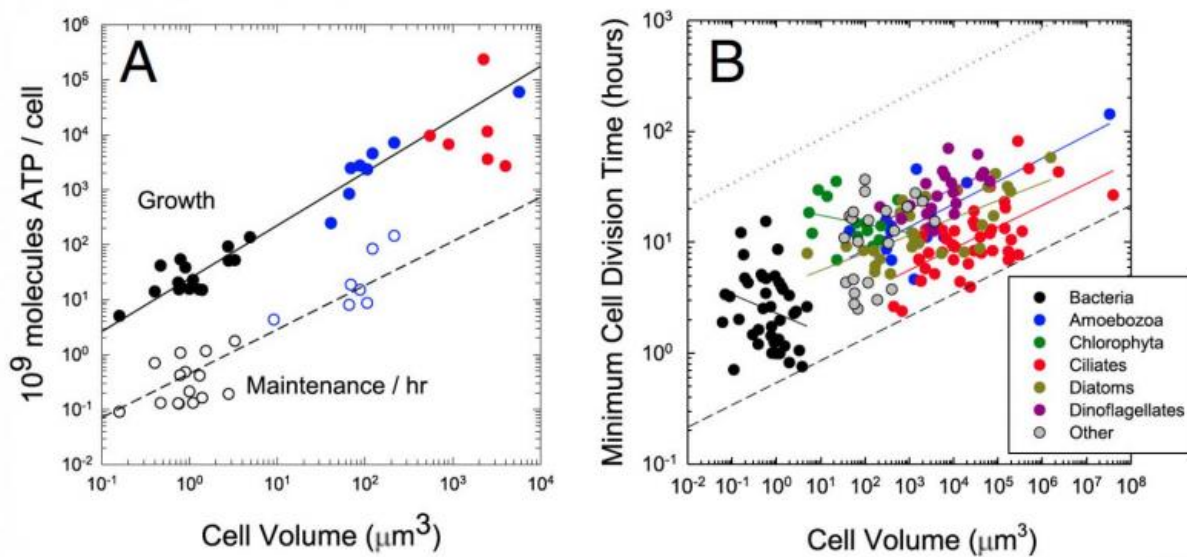 A
10^6
10^5
10^4
10^3
10^2
10^1
10^0
10^-1
10^-2
10^9 molecules ATP / cell
Growth
Maintenance / hr
10^-1 10^0 10^1 10^2 10^3 10^4
Cell Volume (μm^3)
B
10^3
10^2
10^1
10^0
10^-1
Minimum Cell Division Time (hours)
Bacteria
Amoebozoa
Chlorophyta
Ciliates
Diatoms
Dinoflagellates
Other
10^-2 10^-1 10^0 10^1 10^2 10^3 10^4 10^5 10^6 10^7 10^8
Cell Volume (μm^3)